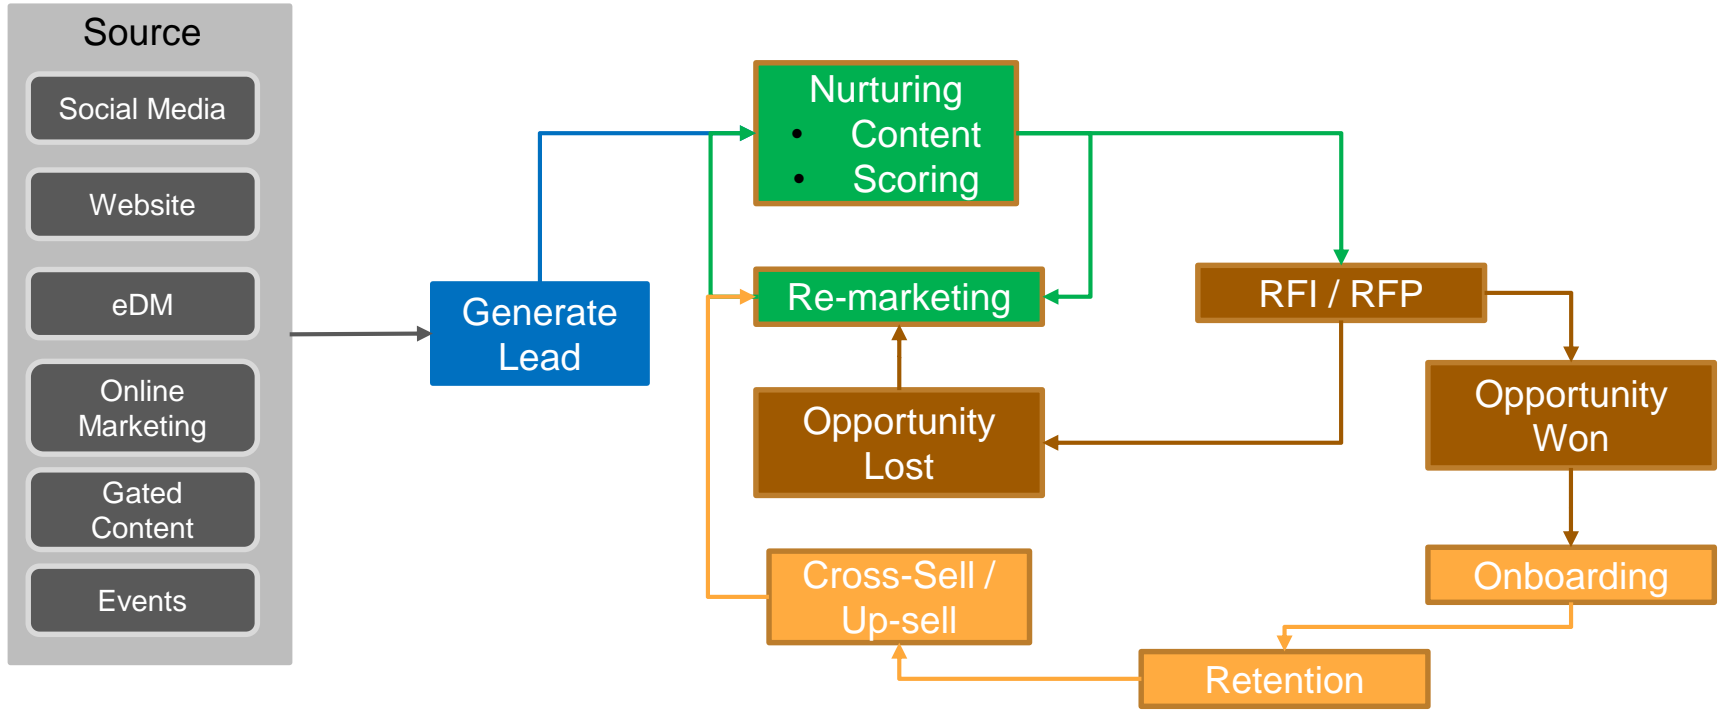 Source
Social Media
Website
eDM
Online
Marketing
Gated
Content
Events
Generate
Lead
Nurturing
• Content
• Scoring
Re-marketing
Opportunity
Lost
Cross-Sell /
Up-sell
RFI / RFP
Opportunity
Won
Onboarding
Retention